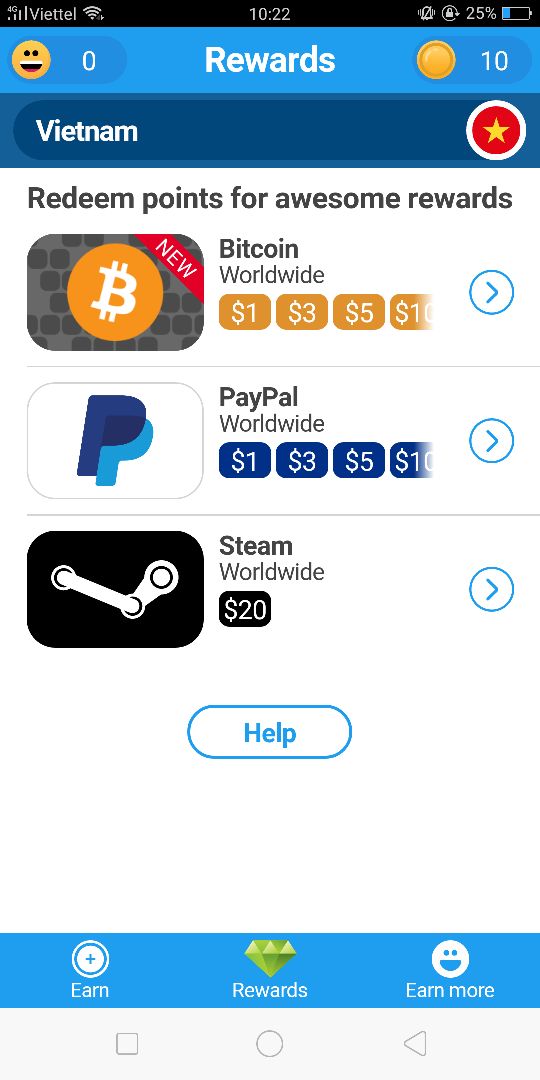 4G Viettel 10:22 25%
0 Rewards 10
Vietnam
Redeem points for awesome rewards
NEW
Bitcoin
Worldwide
$1 $3 $5 $10
PayPal
Worldwide
$1 $3 $5 $10
Steam
Worldwide
$20
Help
Earn Rewards Earn more